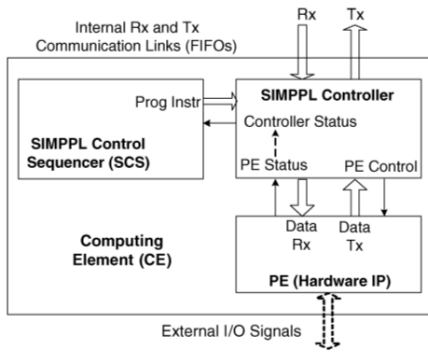 Internal Rx and Tx
Communication Links (FIFOs)
Rx
Tx
Prog Instr
SIMPPL Control
Sequencer (SCS)
SIMPPL Controller
Controller Status
PE Status
PE Control
Data
Rx
Data
Tx
Computing
Element (CE)
PE (Hardware IP)
External I/O Signals